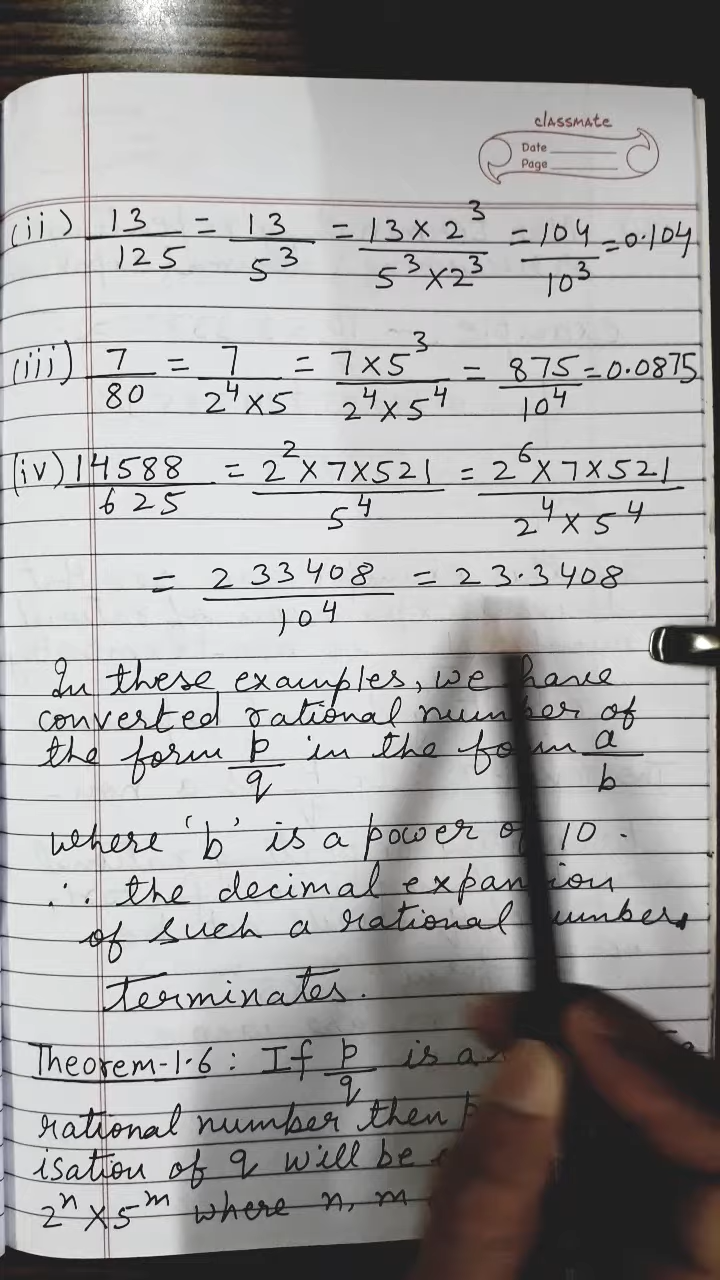 classmate
Date
Page
(ii) 13/125 = 13/5³ = 13×2³/5³×2³ = 104/10³ = 0.104
(iii) 7/80 = 7/2⁴×5 = 7×5³/2⁴×5⁴ = 875/10⁴ = 0.0875
(iv) 14588/625 = 2²×7×521/5⁴ = 2⁶×7×521/2⁴×5⁴
= 233408/10⁴ = 23.3408
In these examples, we have
converted rational number of
the form p/q in the form a/b
where 'b' is a power of 10.
∴ the decimal expansion
of such a rational number
terminates.
Theorem-1.6: If p/q is a
rational number then
isation of q will be
2ⁿ×5ᵐ where n, m